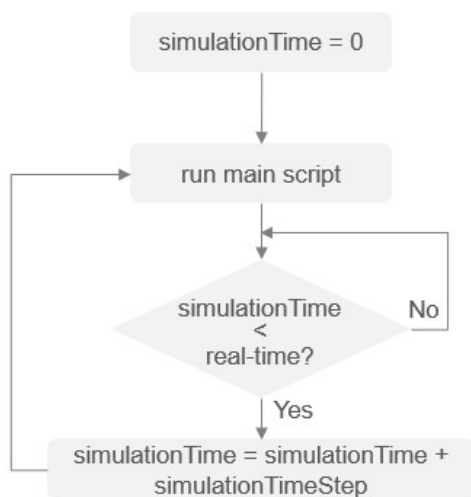 simulationTime = 0
run main script
simulationTime
<
real-time?
No
Yes
simulationTime = simulationTime +
simulationTimeStep